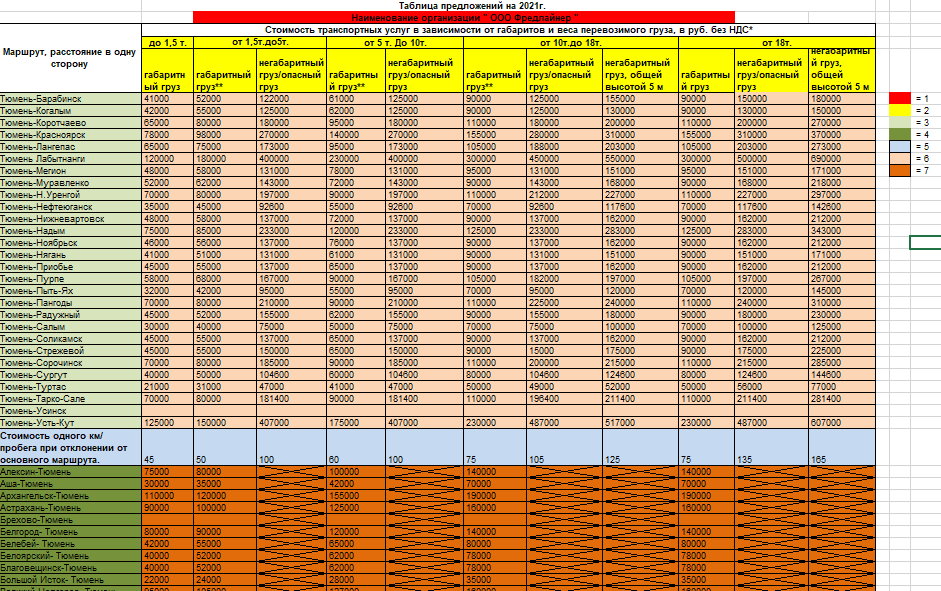 Таблица предложений на 2021г.
Наименование организации " ООО Фредлайнер "
Маршрут, расстояние в одну сторону
Стоимость транспортных услуг в зависимости от габаритов и веса перевозимого груза, в руб. без НДС*
до 1,5 т. от 1,5т.до5т. от 5 т. До 10т. от 10т.до 18т. от 18т.
габаритный груз габаритный груз** негабаритный груз/опасный груз габаритный груз** негабаритный груз/опасный груз габаритный груз** негабаритный груз/опасный груз негабаритный груз, общей высотой 5 м габаритный груз негабаритный груз/опасный груз негабаритный груз, общей высотой 5 м
Тюмень-Барабинск 41000 52000 122000 61000 125000 90000 125000 155000 90000 150000 180000
Тюмень-Когалым 42000 55000 125000 62000 125000 90000 125000 130000 90000 130000 150000
Тюмень-Коротчаево 65000 80000 180000 95000 180000 110000 180000 200000 110000 200000 270000
Тюмень-Красноярск 78000 98000 270000 140000 270000 155000 280000 310000 155000 310000 370000
Тюмень-Лангепас 65000 75000 173000 95000 173000 105000 188000 203000 105000 203000 273000
Тюмень Лабытнанги 120000 180000 400000 230000 400000 300000 450000 550000 300000 500000 690000
Тюмень-Мегион 48000 58000 131000 78000 131000 95000 131000 151000 95000 151000 171000
Тюмень-Муравленко 52000 62000 143000 72000 143000 90000 143000 168000 90000 168000 218000
Тюмень-Н.Уренгой 70000 80000 197000 90000 197000 110000 212000 227000 110000 227000 297000
Тюмень-Нефтеюганск 35000 45000 92600 55000 92600 70000 92600 117600 70000 117600 142600
Тюмень-Нижневартовск 48000 58000 137000 72000 137000 90000 137000 162000 90000 162000 212000
Тюмень-Надым 75000 85000 233000 120000 233000 125000 233000 283000 125000 283000 343000
Тюмень-Ноябрьск 46000 56000 137000 76000 137000 90000 137000 162000 90000 162000 212000
Тюмень-Нягань 41000 51000 131000 61000 131000 90000 131000 151000 90000 151000 171000
Тюмень-Приобье 45000 55000 137000 65000 137000 90000 137000 162000 90000 162000 212000
Тюмень-Пурпе 58000 68000 167000 90000 167000 105000 182000 197000 105000 197000 267000
Тюмень-Пыть-Ях 32000 42000 95000 55000 95000 70000 95000 120000 70000 120000 145000
Тюмень-Пангоды 70000 80000 210000 90000 210000 110000 225000 240000 110000 240000 310000
Тюмень-Радужный 45000 52000 155000 62000 155000 90000 155000 180000 90000 180000 230000
Тюмень-Салым 30000 40000 75000 50000 75000 70000 75000 100000 70000 100000 125000
Тюмень-Соликамск 45000 55000 137000 65000 137000 90000 137000 162000 90000 162000 212000
Тюмень-Стрежевой 45000 55000 150000 65000 150000 90000 15000 175000 90000 175000 225000
Тюмень-Сорочинск 70000 80000 185000 90000 185000 110000 200000 215000 110000 215000 285000
Тюмень-Сургут 40000 50000 104600 60000 104600 80000 104600 124600 80000 124600 144600
Тюмень-Туртас 21000 31000 47000 41000 47000 50000 49000 52000 50000 56000 77000
Тюмень-Тарко-Сале 70000 80000 181400 90000 181400 110000 196400 211400 110000 211400 281400
Тюмень-Усинск
Тюмень-Усть-Кут 125000 150000 407000 175000 407000 230000 487000 517000 230000 487000 607000
Стоимость одного км/ пробега при отклонении от основного маршрута. 45 50 100 60 100 75 105 125 75 135 165
Алексин-Тюмень 75000 80000 100000 140000 140000
Аша-Тюмень 30000 35000 42000 70000 70000
Архангельск-Тюмень 110000 120000 155000 190000 190000
Астрахань-Тюмень 90000 100000 125000 160000 160000
Брехово-Тюмень
Белгород- Тюмень 80000 90000 120000 140000 140000
Белебей- Тюмень 42000 55000 65000 80000 80000
Белоярский- Тюмень 40000 52000 62000 78000 78000
Благовещинск-Тюмень 40000 52000 62000 78000 78000
Большой Исток- Тюмень 22000 24000 28000 35000 35000
= 1
= 2
= 3
= 4
= 5
= 6
= 7